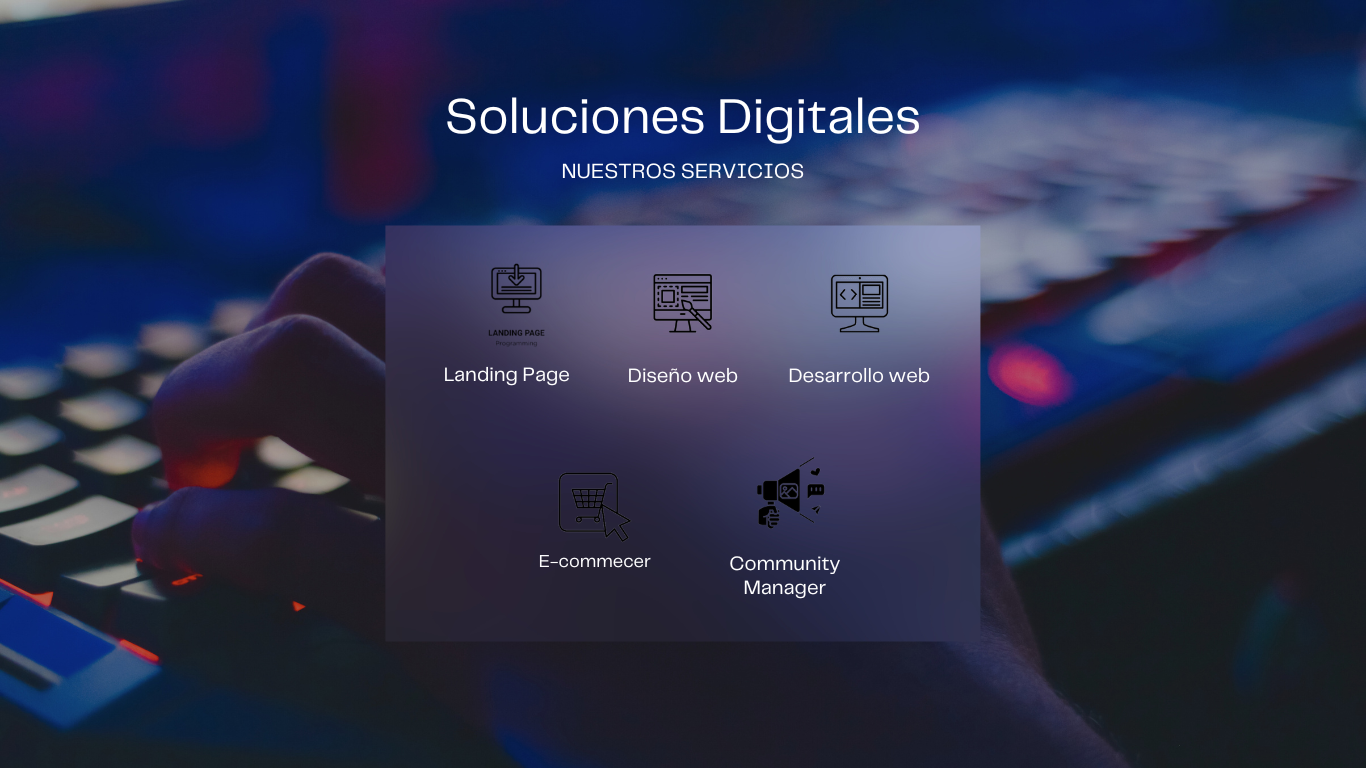 Soluciones Digitales
NUESTROS SERVICIOS
LANDING PAGE
Programming
Landing Page
Diseño web
Desarrollo web
E-commecer
Community
Manager